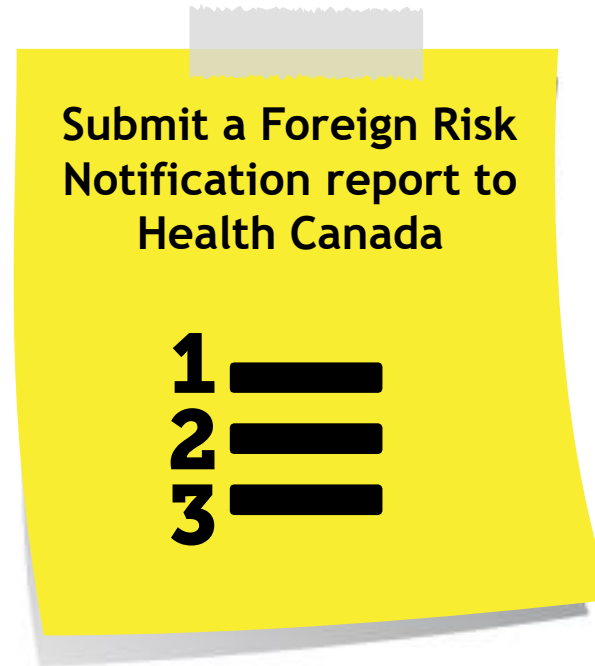 Submit a Foreign Risk
Notification report to
Health Canada
1
2
3